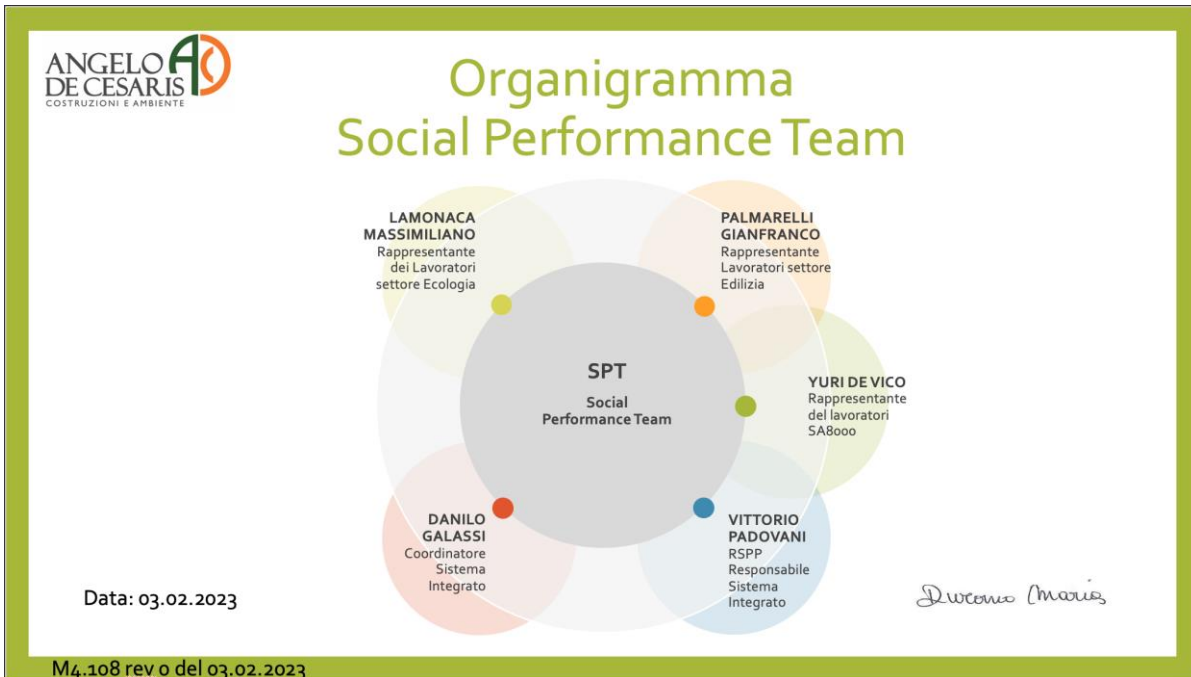 ANGELO
DE CESARIS
COSTRUZIONI E AMBIENTE
Organigramma
Social Performance Team
LAMONACA
MASSIMILIANO
Rappresentante
dei Lavoratori
settore Ecologia
PALMARELLI
GIANFRANCO
Rappresentante
Lavoratori settore
Edilizia
SPT
Social
Performance Team
YURI DE VICO
Rappresentante
del lavoratori
SA8000
DANILO
GALASSI
Coordinatore
Sistema
Integrato
VITTORIO
PADOVANI
RSPP
Responsabile
Sistema
Integrato
Data: 03.02.2023
Maria
M4.108 rev 0 del 03.02.2023